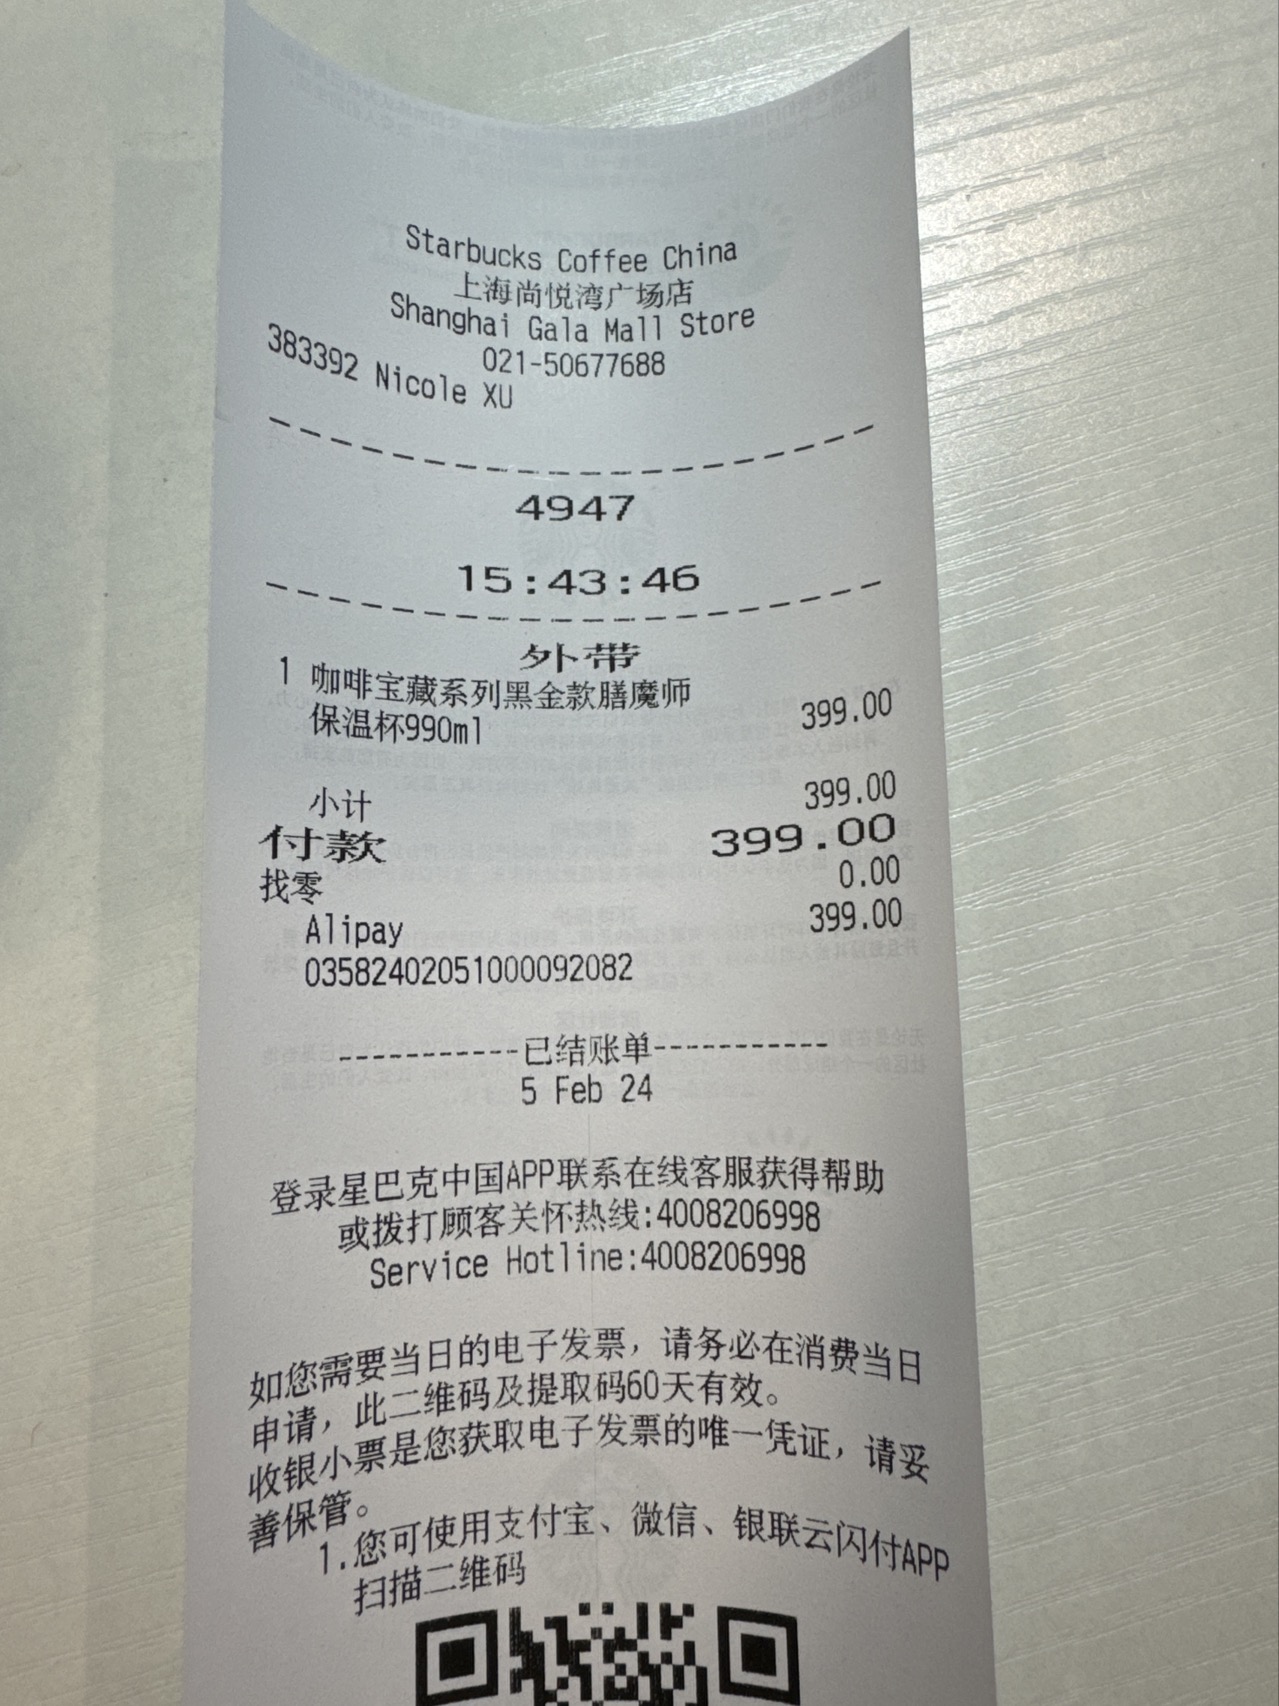 Starbucks Coffee China
上海尚悦湾广场店
Shanghai Gala Mall Store
021-50677688
383392 Nicole XU
4947
15:43:46
外带
1 咖啡宝藏系列黑金款膳魔师
保温杯990ml 399.00
小计 399.00
付款 399.00
找零 0.00
Alipay 399.00
03582402051000092082
-----------已结账单-----------
5 Feb 24
登录星巴克中国APP联系在线客服获得帮助
或拨打顾客关怀热线:4008206998
Service Hotline:4008206998
如您需要当日的电子发票，请务必在消费当日
申请，此二维码及提取码60天有效。
收银小票是您获取电子发票的唯一凭证，请妥
善保管。
1.您可使用支付宝、微信、银联云闪付APP
扫描二维码